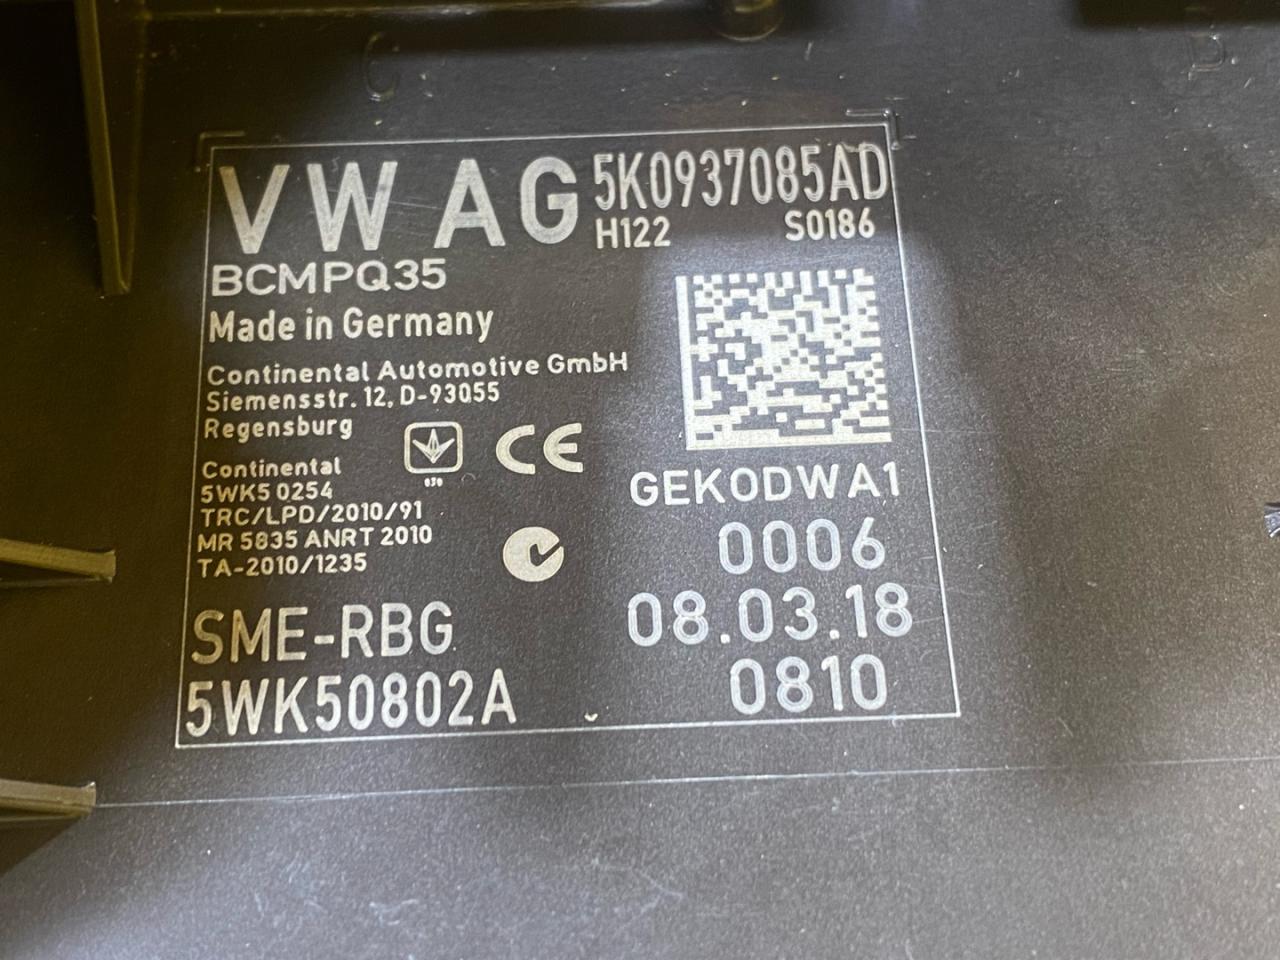 VW AG 5K0937085AD
H122 S0186
BCMPQ35
Made in Germany
Continental Automotive GmbH
Siemensstr. 12, D-93055
Regensburg
CE
030
Continental
5WK5 0254
TRC/LPD/2010/91
MR 5835 ANRT 2010
TA-2010/1235
GEKODWA1
0006
SME-RBG
08.03.18
5WK50802A
0810